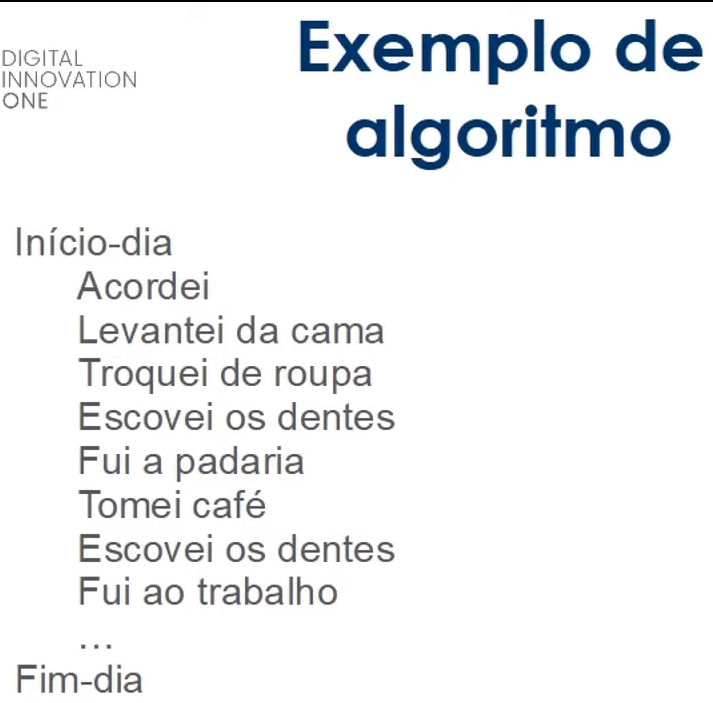 DIGITAL
INNOVATION
ONE
Exemplo de
algoritmo
Início-dia
Acordei
Levantei da cama
Troquei de roupa
Escovei os dentes
Fui a padaria
Tomei café
Escovei os dentes
Fui ao trabalho
...
Fim-dia